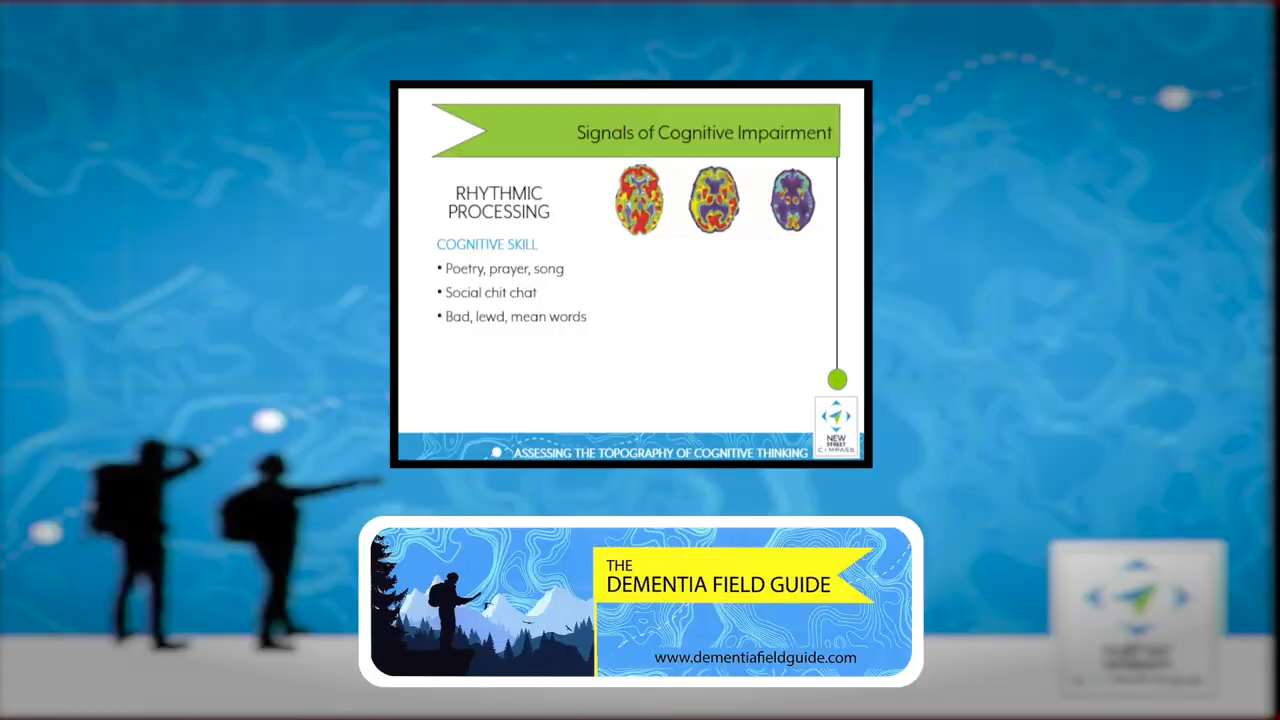 Signals of Cognitive Impairment
RHYTHMIC
PROCESSING
COGNITIVE SKILL
• Poetry, prayer, song
• Social chit chat
• Bad, lewd, mean words
NEW
STREET
COMPASS
ASSESSING THE TOPOGRAPHY OF COGNITIVE THINKING
THE
DEMENTIA FIELD GUIDE
www.dementiafieldguide.com